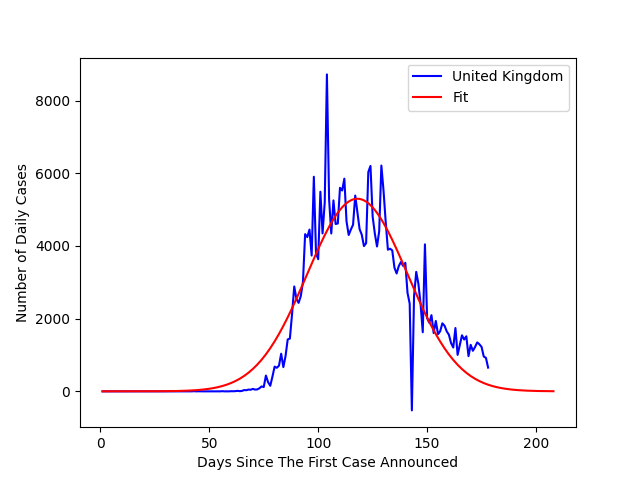 United Kingdom
Fit
8000
6000
4000
2000
0
Number of Daily Cases
0 50 100 150 200
Days Since The First Case Announced